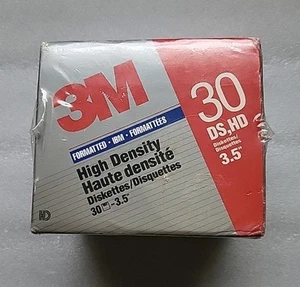 3M
30
DS, HD
Diskettes/
Disquettes
3.5"
FORMATTED - IBM - FORMATTÉES
High Density
Haute densité
Diskettes/Disquettes
30 - 3.5"